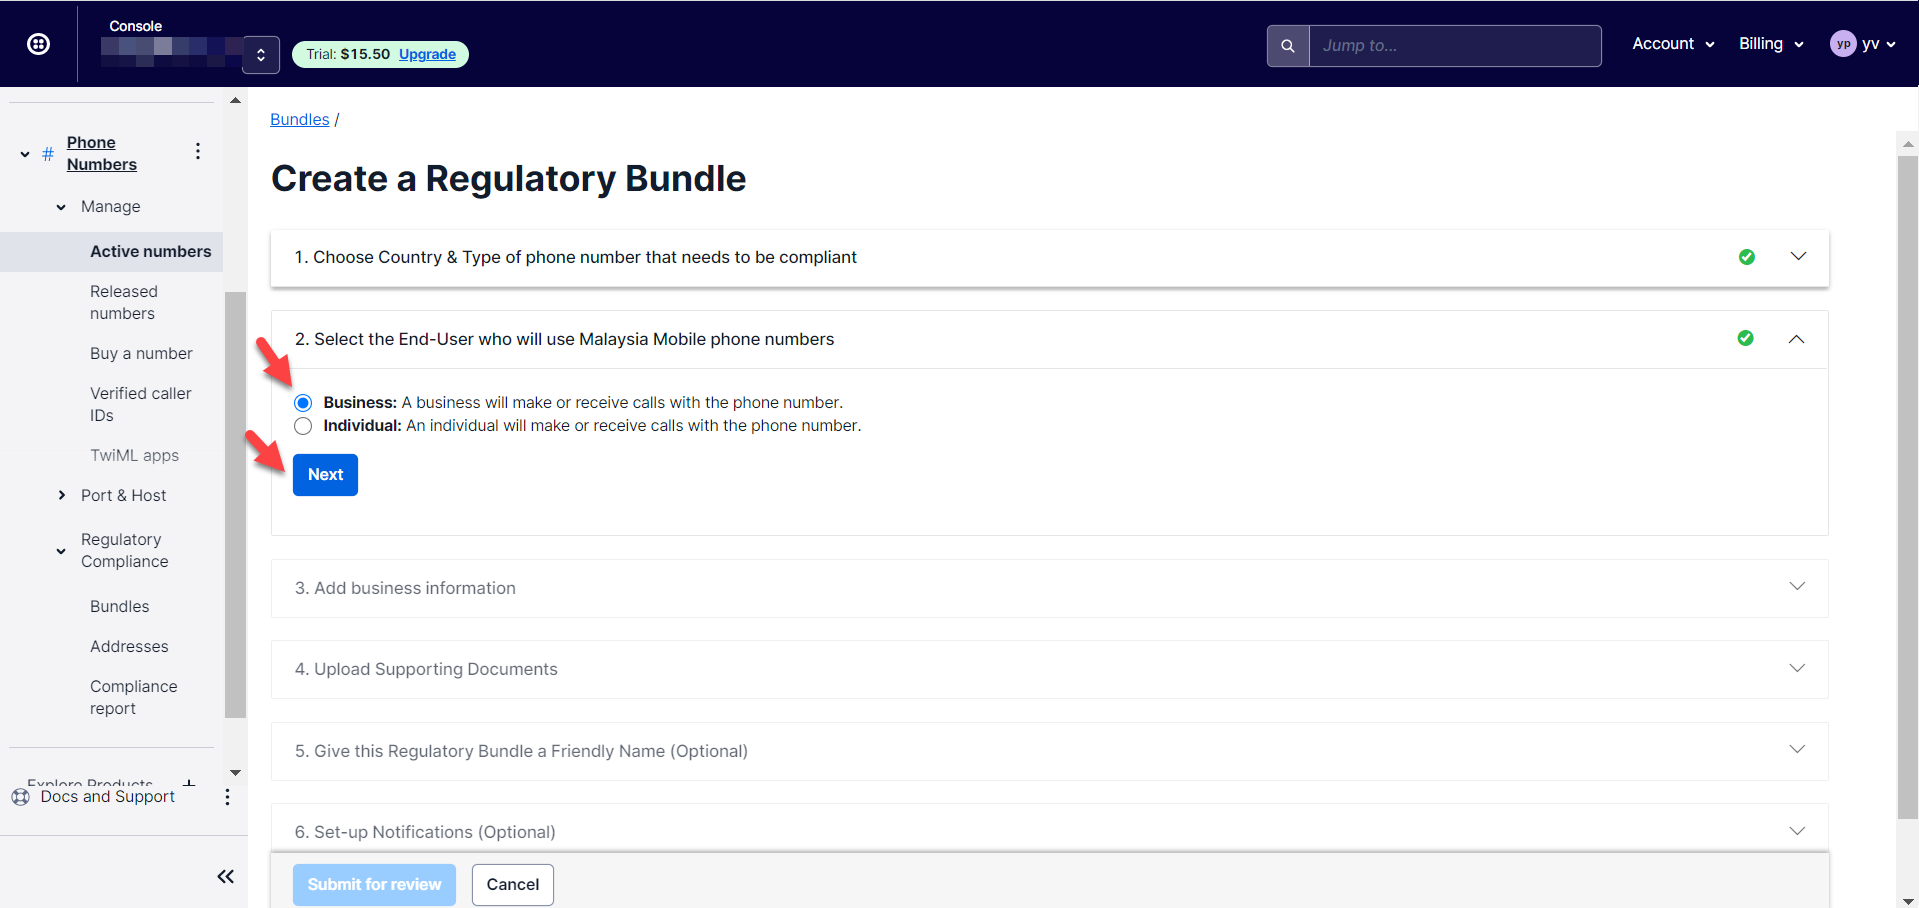 Console
Trial: $15.50 Upgrade
Jump to...
Account
Billing
yp yv
Phone
Numbers
Manage
Active numbers
Released
numbers
Buy a number
Verified caller
IDs
TwiML apps
Port & Host
Regulatory
Compliance
Bundles
Addresses
Compliance
report
Explore Products +
Docs and Support
Bundles /
Create a Regulatory Bundle
1. Choose Country & Type of phone number that needs to be compliant
2. Select the End-User who will use Malaysia Mobile phone numbers
Business: A business will make or receive calls with the phone number.
Individual: An individual will make or receive calls with the phone number.
Next
3. Add business information
4. Upload Supporting Documents
5. Give this Regulatory Bundle a Friendly Name (Optional)
6. Set-up Notifications (Optional)
Submit for review
Cancel